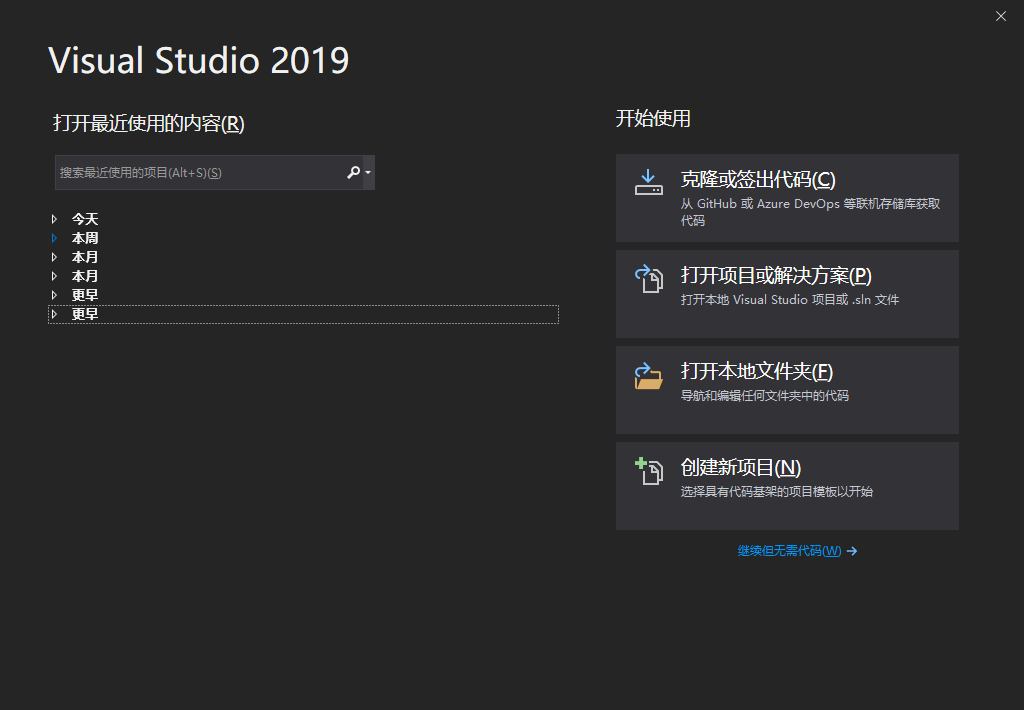 Visual Studio 2019
打开最近使用的内容(R)
搜索最近使用的项目(Alt+S)(S)
今天
本周
本月
本月
更早
更早
开始使用
克隆或签出代码(C)
从 GitHub 或 Azure DevOps 等联机存储库获取
代码
打开项目或解决方案(P)
打开本地 Visual Studio 项目或 .sln 文件
打开本地文件夹(F)
导航和编辑任何文件夹中的代码
创建新项目(N)
选择具有代码基架的项目模板以开始
继续但无需代码(W)